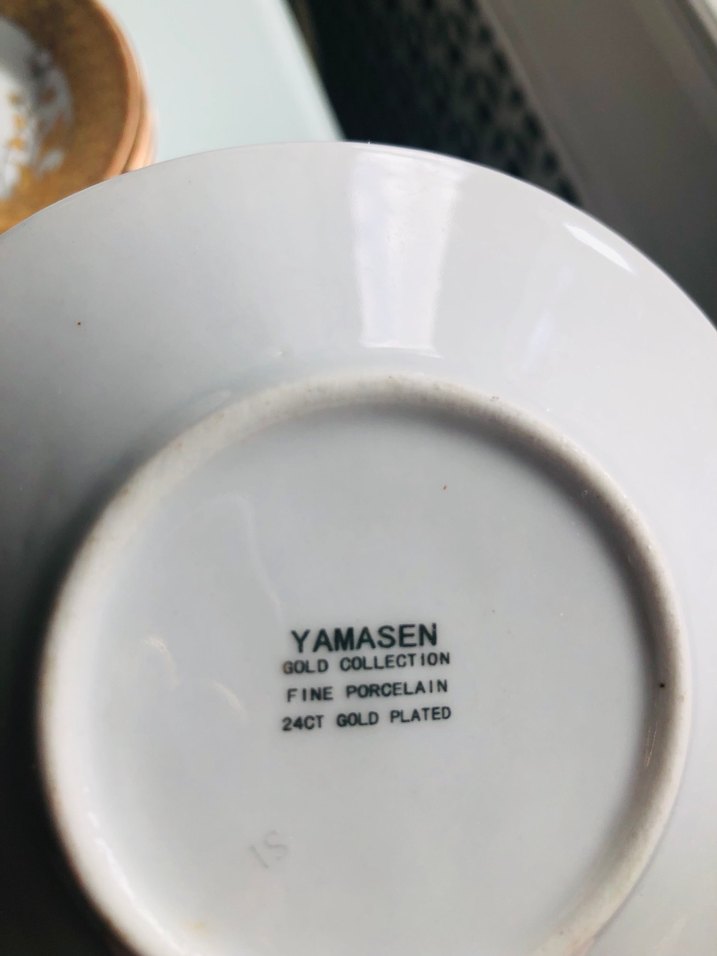 YAMASEN
GOLD COLLECTION
FINE PORCELAIN
24CT GOLD PLATED